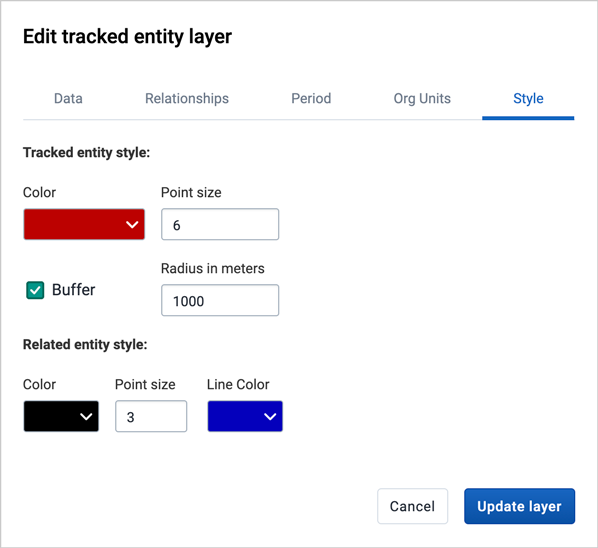 Edit tracked entity layer
Data Relationships Period Org Units Style
Tracked entity style:
Color Point size
6
Radius in meters
Buffer
1000
Related entity style:
Color Point size Line Color
3
Cancel Update layer